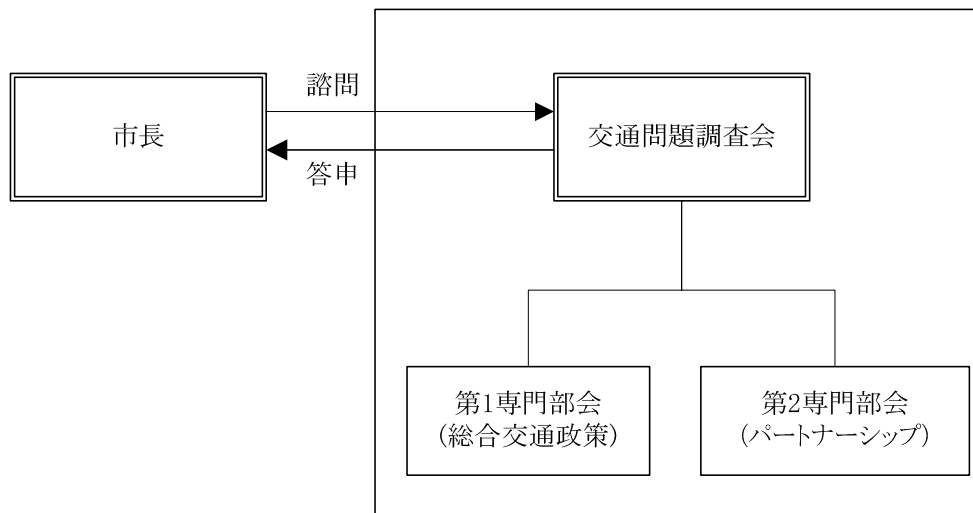 諮問
市長
交通問題調査会
答申
第1専門部会
(総合交通政策)
第2専門部会
(パートナーシップ)